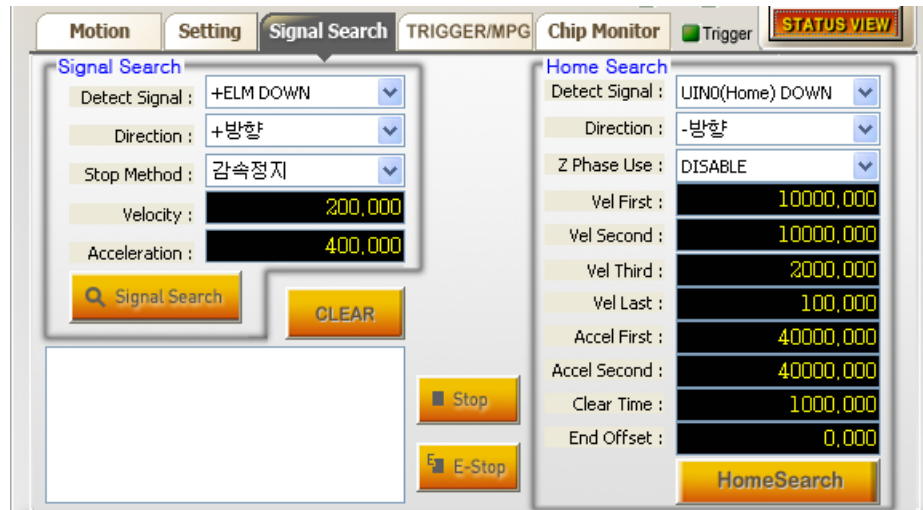 Motion Setting Signal Search TRIGGER/MPG Chip Monitor Trigger STATUS VIEW
Signal Search
Detect Signal : +ELM DOWN
Direction : +방향
Stop Method : 감속정지
Velocity : 200,000
Acceleration : 400,000
Signal Search
CLEAR
Stop
E E-Stop
Home Search
Detect Signal : UIN0(Home) DOWN
Direction : -방향
Z Phase Use : DISABLE
Vel First : 10000,000
Vel Second : 10000,000
Vel Third : 2000,000
Vel Last : 100,000
Accel First : 40000,000
Accel Second : 40000,000
Clear Time : 1000,000
End Offset : 0,000
HomeSearch